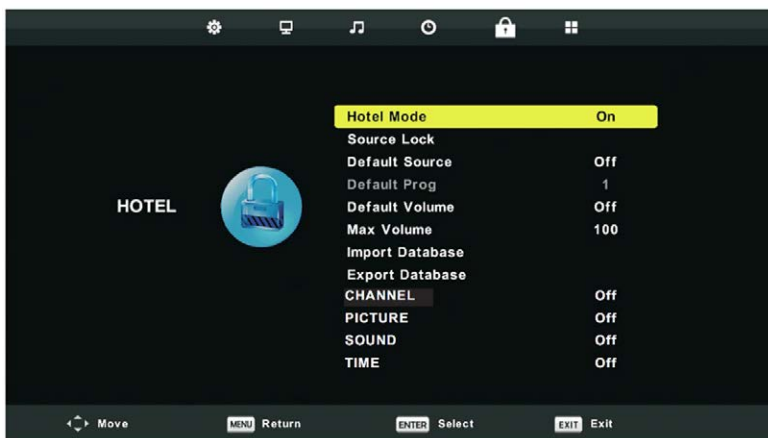 Hotel Mode On
Source Lock
Default Source Off
Default Prog 1
Default Volume Off
Max Volume 100
Import Database
Export Database
CHANNEL Off
PICTURE Off
SOUND Off
TIME Off
HOTEL
Move MENU Return ENTER Select EXIT Exit